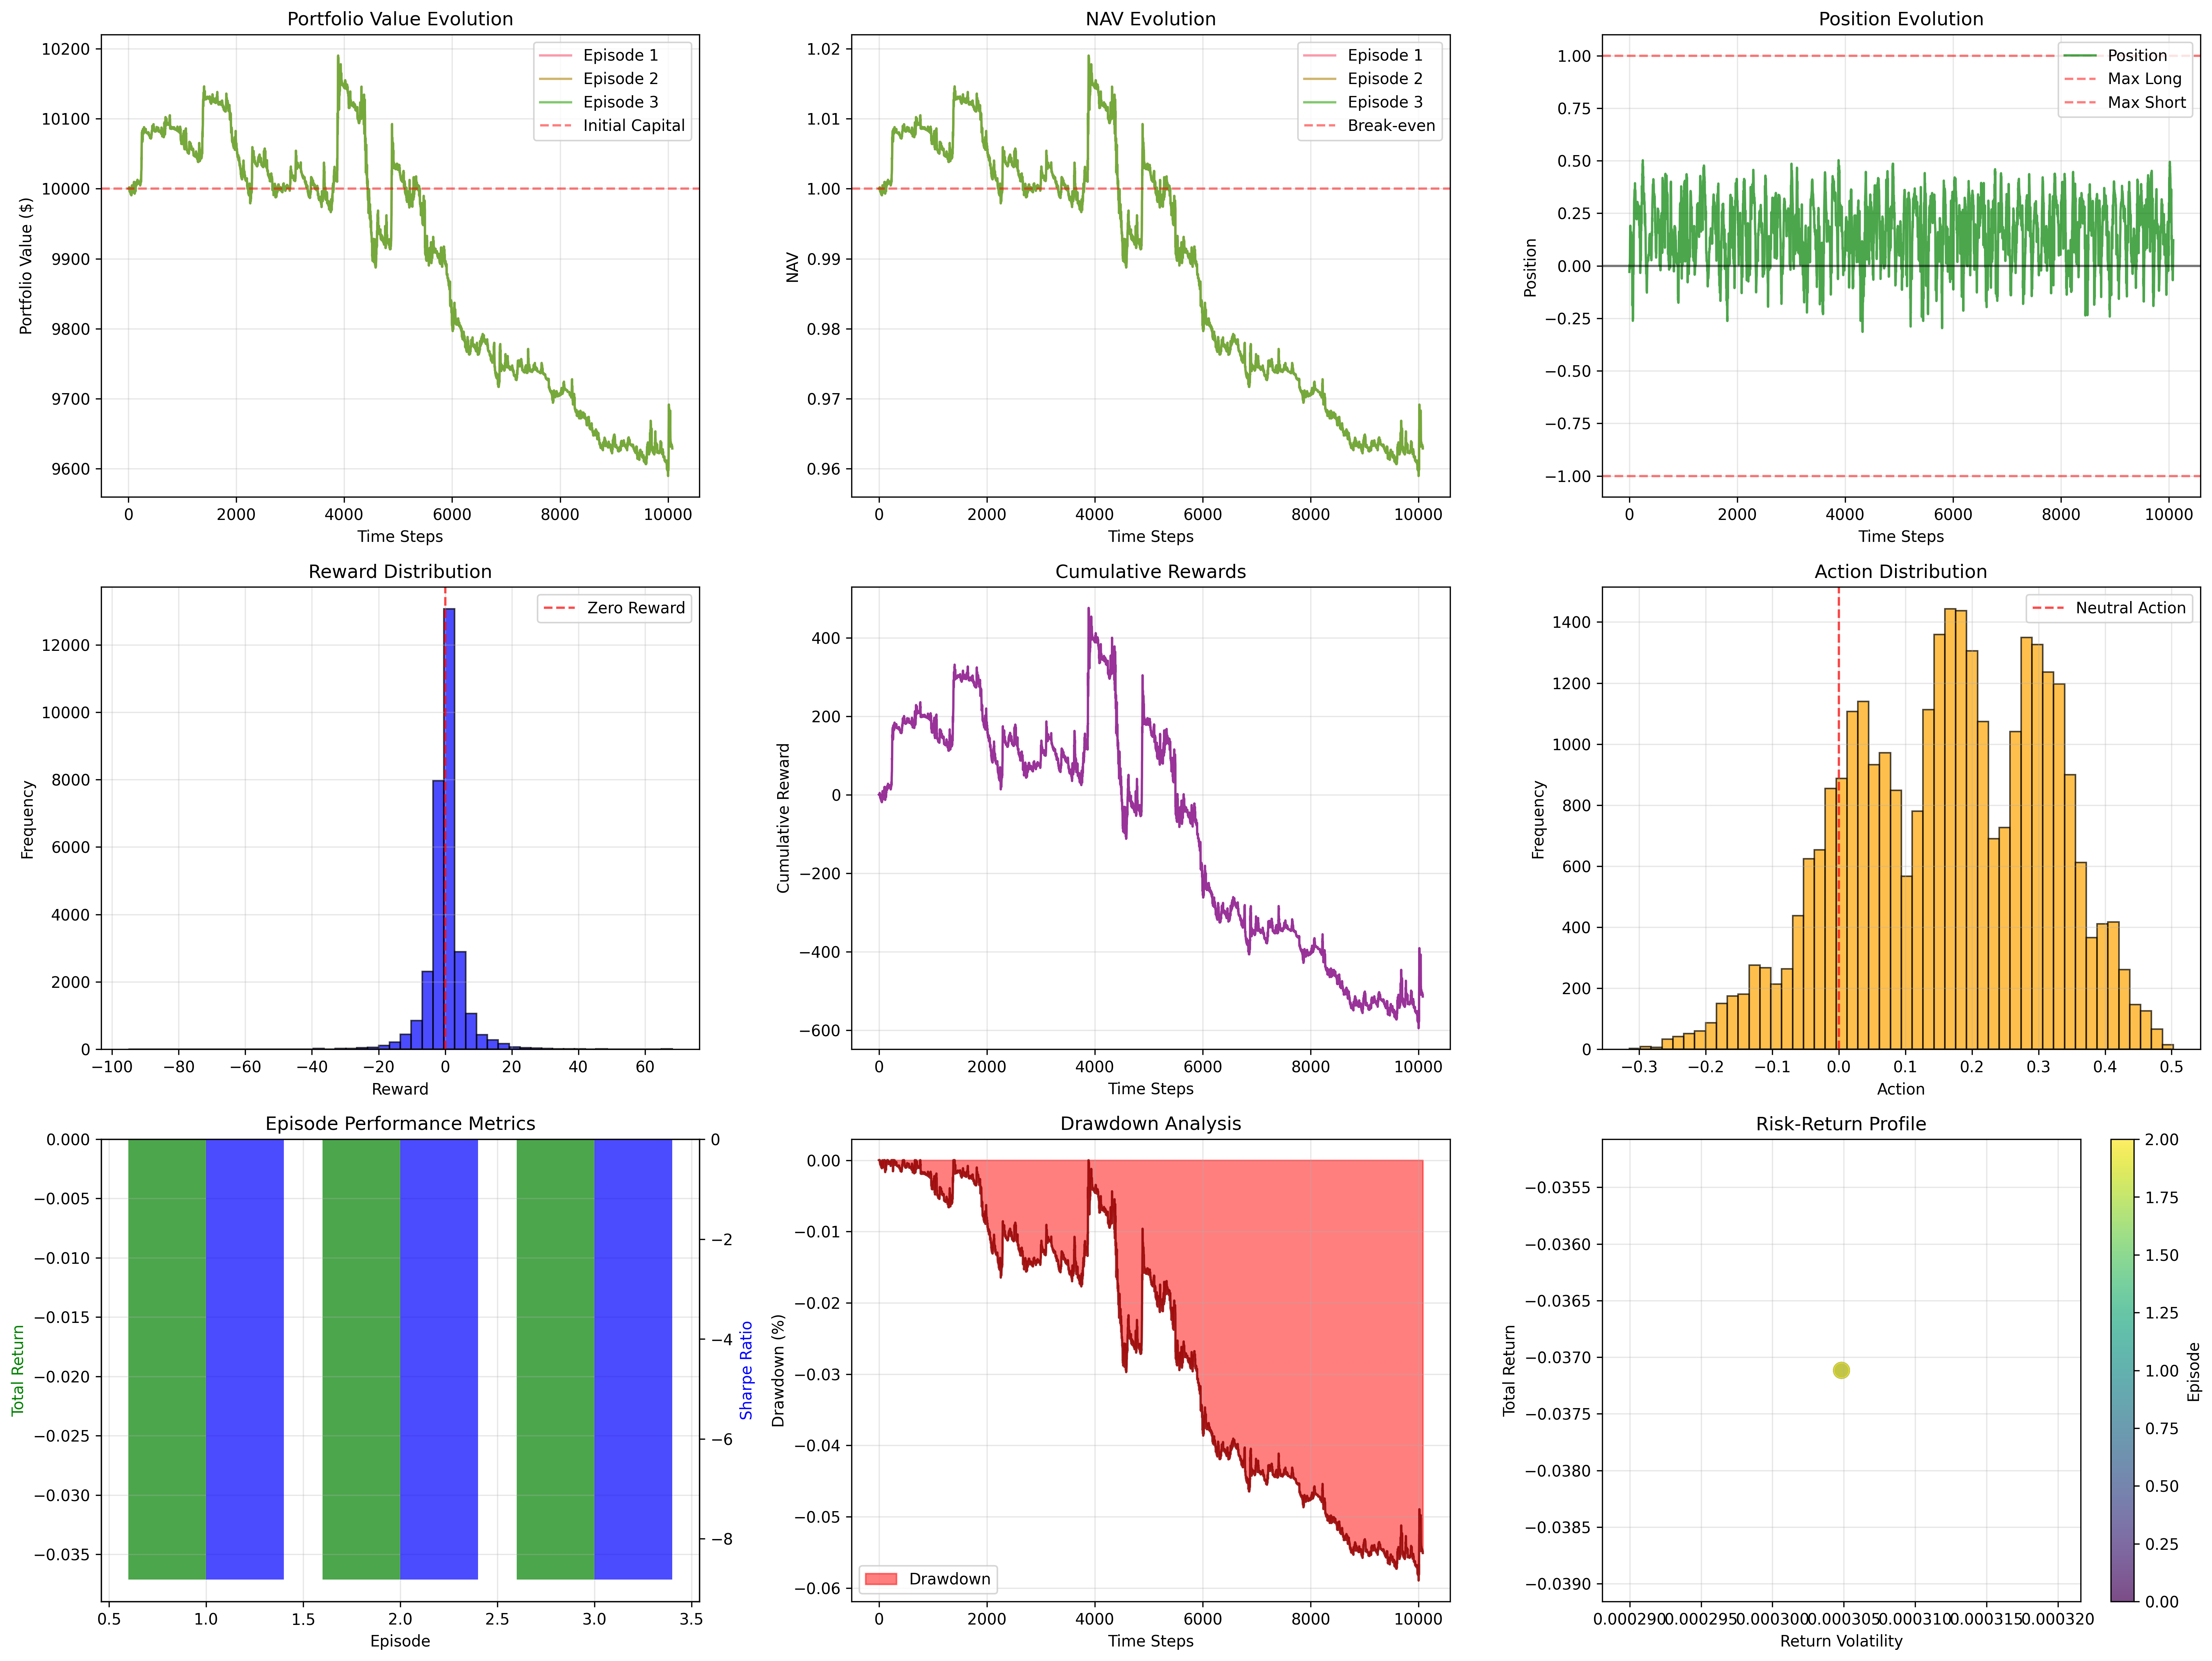 Portfolio Value Evolution
Portfolio Value ($)
10200
10100
10000
9900
9800
9700
9600
0 2000 4000 6000 8000 10000
Time Steps
Episode 1
Episode 2
Episode 3
Initial Capital
NAV Evolution
NAV
1.02
1.01
1.00
0.99
0.98
0.97
0.96
0 2000 4000 6000 8000 10000
Time Steps
Episode 1
Episode 2
Episode 3
Break-even
Position Evolution
Position
1.00
0.75
0.50
0.25
0.00
−0.25
−0.50
−0.75
−1.00
0 2000 4000 6000 8000 10000
Time Steps
Position
Max Long
Max Short
Reward Distribution
Frequency
12000
10000
8000
6000
4000
2000
0
−100 −80 −60 −40 −20 0 20 40 60
Reward
Zero Reward
Cumulative Rewards
Cumulative Reward
400
200
0
−200
−400
−600
0 2000 4000 6000 8000 10000
Time Steps
Action Distribution
Frequency
1400
1200
1000
800
600
400
200
0
−0.3 −0.2 −0.1 0.0 0.1 0.2 0.3 0.4 0.5
Action
Neutral Action
Episode Performance Metrics
Total Return
0.000
−0.005
−0.010
−0.015
−0.020
−0.025
−0.030
−0.035
0.5 1.0 1.5 2.0 2.5 3.0 3.5
Episode
0
−2
−4
−6
−8
Sharpe Ratio
Drawdown Analysis
Drawdown (%)
0.00
−0.01
−0.02
−0.03
−0.04
−0.05
−0.06
0 2000 4000 6000 8000 10000
Time Steps
Drawdown
Risk-Return Profile
Total Return
−0.0355
−0.0360
−0.0365
−0.0370
−0.0375
−0.0380
−0.0385
−0.0390
0.000290 0.000295 0.000300 0.000305 0.000310 0.000315 0.000320
Return Volatility
2.00
1.75
1.50
1.25
1.00
0.75
0.50
0.25
0.00
Episode